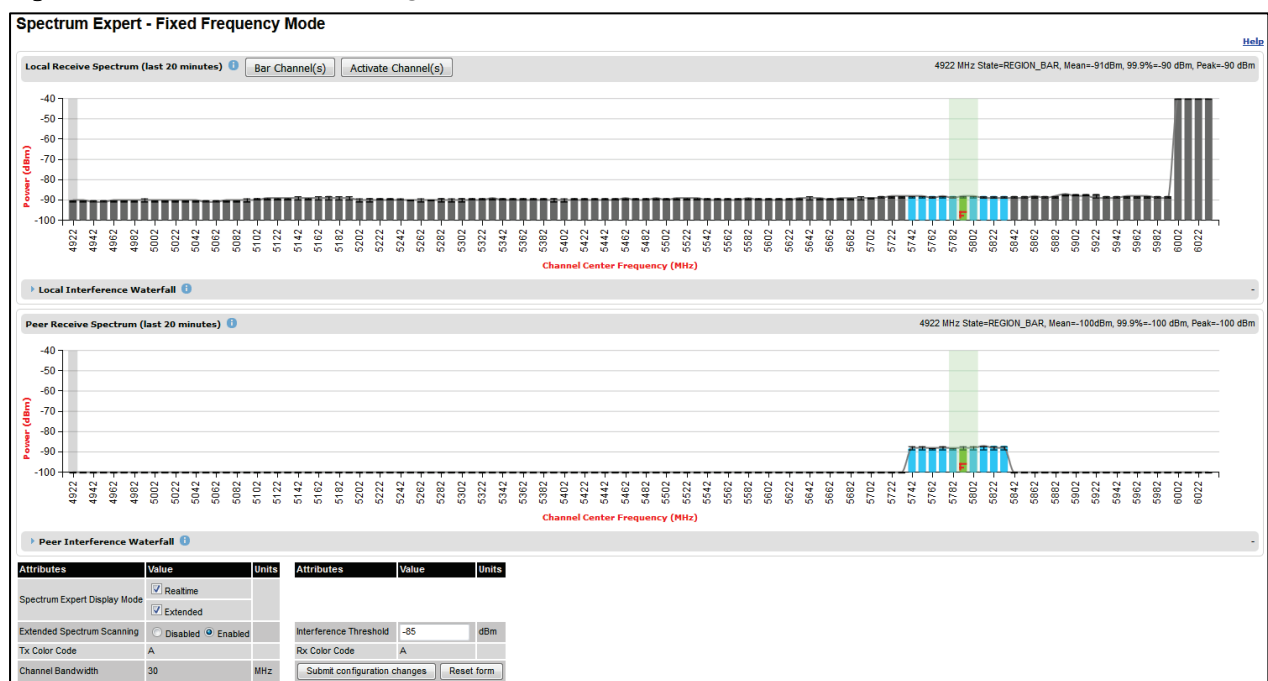 Spectrum Expert - Fixed Frequency Mode
Help
Local Receive Spectrum (last 20 minutes) i Bar Channel(s) Activate Channel(s) 4922 MHz State=REGION_BAR, Mean=-91dBm, 99.9%=-90 dBm, Peak=-90 dBm
-40
-50
-60
-70
-80
-90
-100
Power (dBm)
F
4922 4942 4962 4982 5002 5022 5042 5062 5082 5102 5122 5142 5162 5182 5202 5222 5242 5262 5282 5302 5322 5342 5362 5382 5402 5422 5442 5462 5482 5502 5522 5542 5562 5582 5602 5622 5642 5662 5682 5702 5722 5742 5762 5782 5802 5822 5842 5862 5882 5902 5922 5942 5962 5982 6002 6022
Channel Center Frequency (MHz)
Local Interference Waterfall i -
Peer Receive Spectrum (last 20 minutes) i 4922 MHz State=REGION_BAR, Mean=-100dBm, 99.9%=-100 dBm, Peak=-100 dBm
-40
-50
-60
-70
-80
-90
-100
Power (dBm)
F
4922 4942 4962 4982 5002 5022 5042 5062 5082 5102 5122 5142 5162 5182 5202 5222 5242 5262 5282 5302 5322 5342 5362 5382 5402 5422 5442 5462 5482 5502 5522 5542 5562 5582 5602 5622 5642 5662 5682 5702 5722 5742 5762 5782 5802 5822 5842 5862 5882 5902 5922 5942 5962 5982 6002 6022
Channel Center Frequency (MHz)
Peer Interference Waterfall i -
Attributes Value Units Attributes Value Units
Spectrum Expert Display Mode Realtime
Extended
Extended Spectrum Scanning Disabled Enabled Interference Threshold -85 dBm
Tx Color Code A Rx Color Code A
Channel Bandwidth 30 MHz Submit configuration changes Reset form